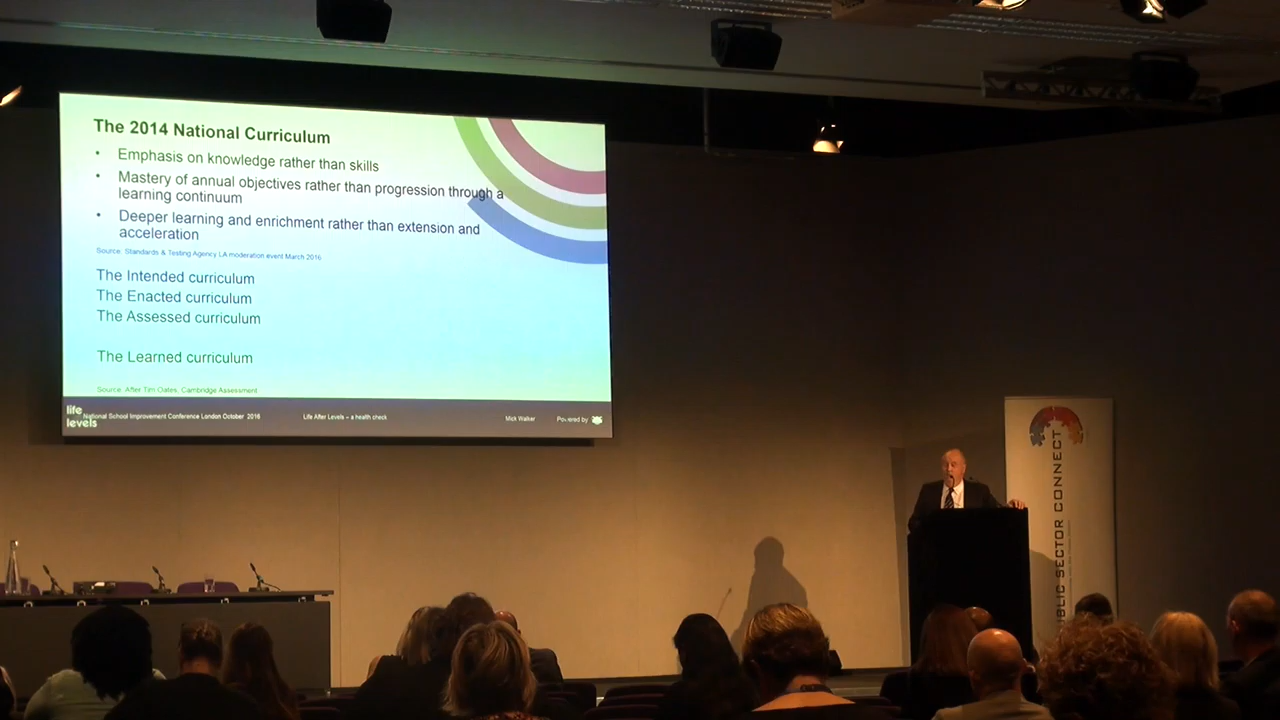 The 2014 National Curriculum
• Emphasis on knowledge rather than skills
• Mastery of annual objectives rather than progression through a
learning continuum
• Deeper learning and enrichment rather than extension and
acceleration
Source: Standards & Testing Agency LA moderation event March 2016
The Intended curriculum
The Enacted curriculum
The Assessed curriculum
The Learned curriculum
Source: After Tim Oates, Cambridge Assessment
life
levels
National School Improvement Conference London October 2016
Life After Levels – a health check
Mick Walker
Powered by
UBLIC SECTOR CONNECT